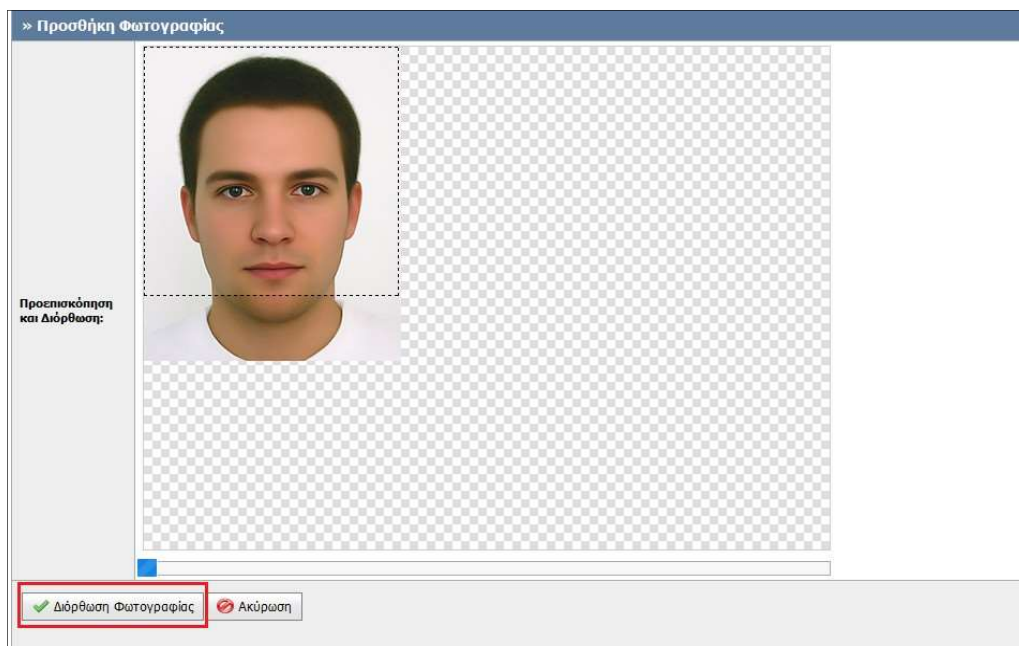 » Προσθήκη Φωτογραφίας
Προεπισκόπηση
και Διόρθωση:
Διόρθωση Φωτογραφίας
Ακύρωση